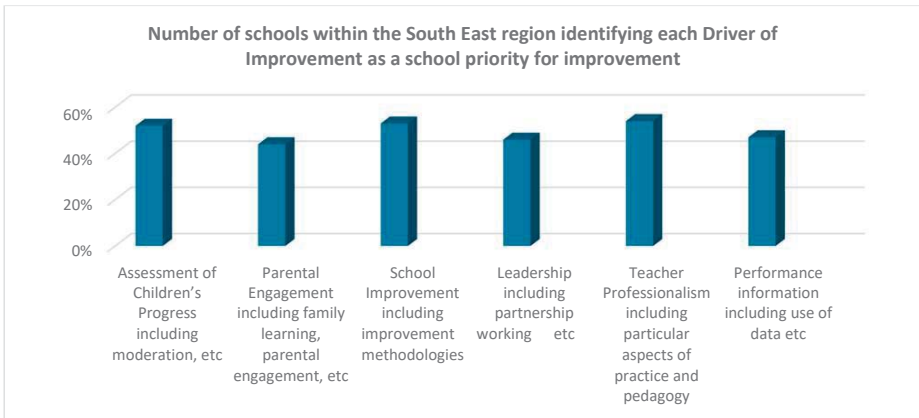 Number of schools within the South East region identifying each Driver of
Improvement as a school priority for improvement
60%
40%
20%
0%
Assessment of
Children's
Progress
including
moderation, etc
Parental
Engagement
including family
learning,
parental
engagement, etc
School
Improvement
including
improvement
methodologies
Leadership
including
partnership
working etc
Teacher
Professionalism
including
particular
aspects of
practice and
pedagogy
Performance
information
including use of
data etc